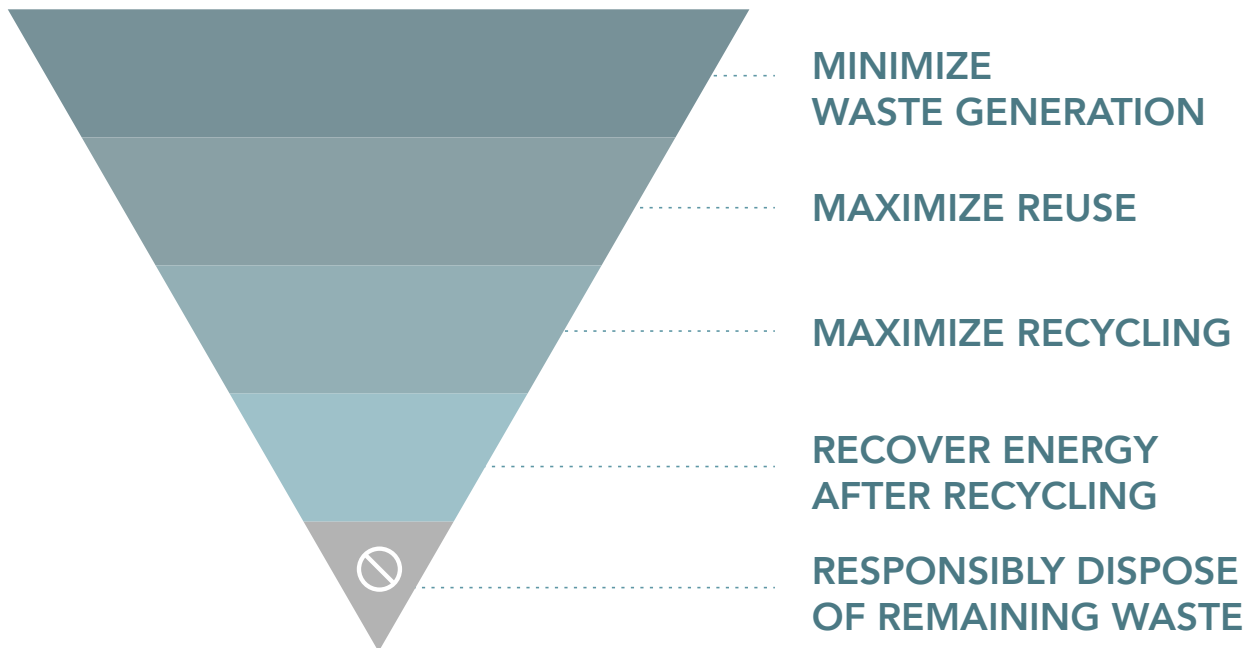 MINIMIZE
WASTE GENERATION
MAXIMIZE REUSE
MAXIMIZE RECYCLING
RECOVER ENERGY
AFTER RECYCLING
RESPONSIBLY DISPOSE
OF REMAINING WASTE